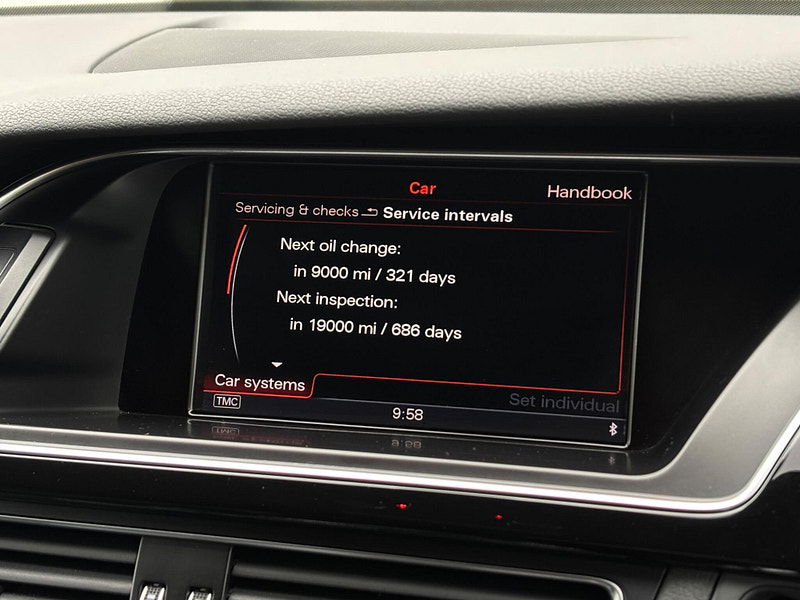 Car
Handbook
Servicing & checks Service intervals
Next oil change:
in 9000 mi / 321 days
Next inspection:
in 19000 mi / 686 days
Car systems
Set individual
TMC
9:58